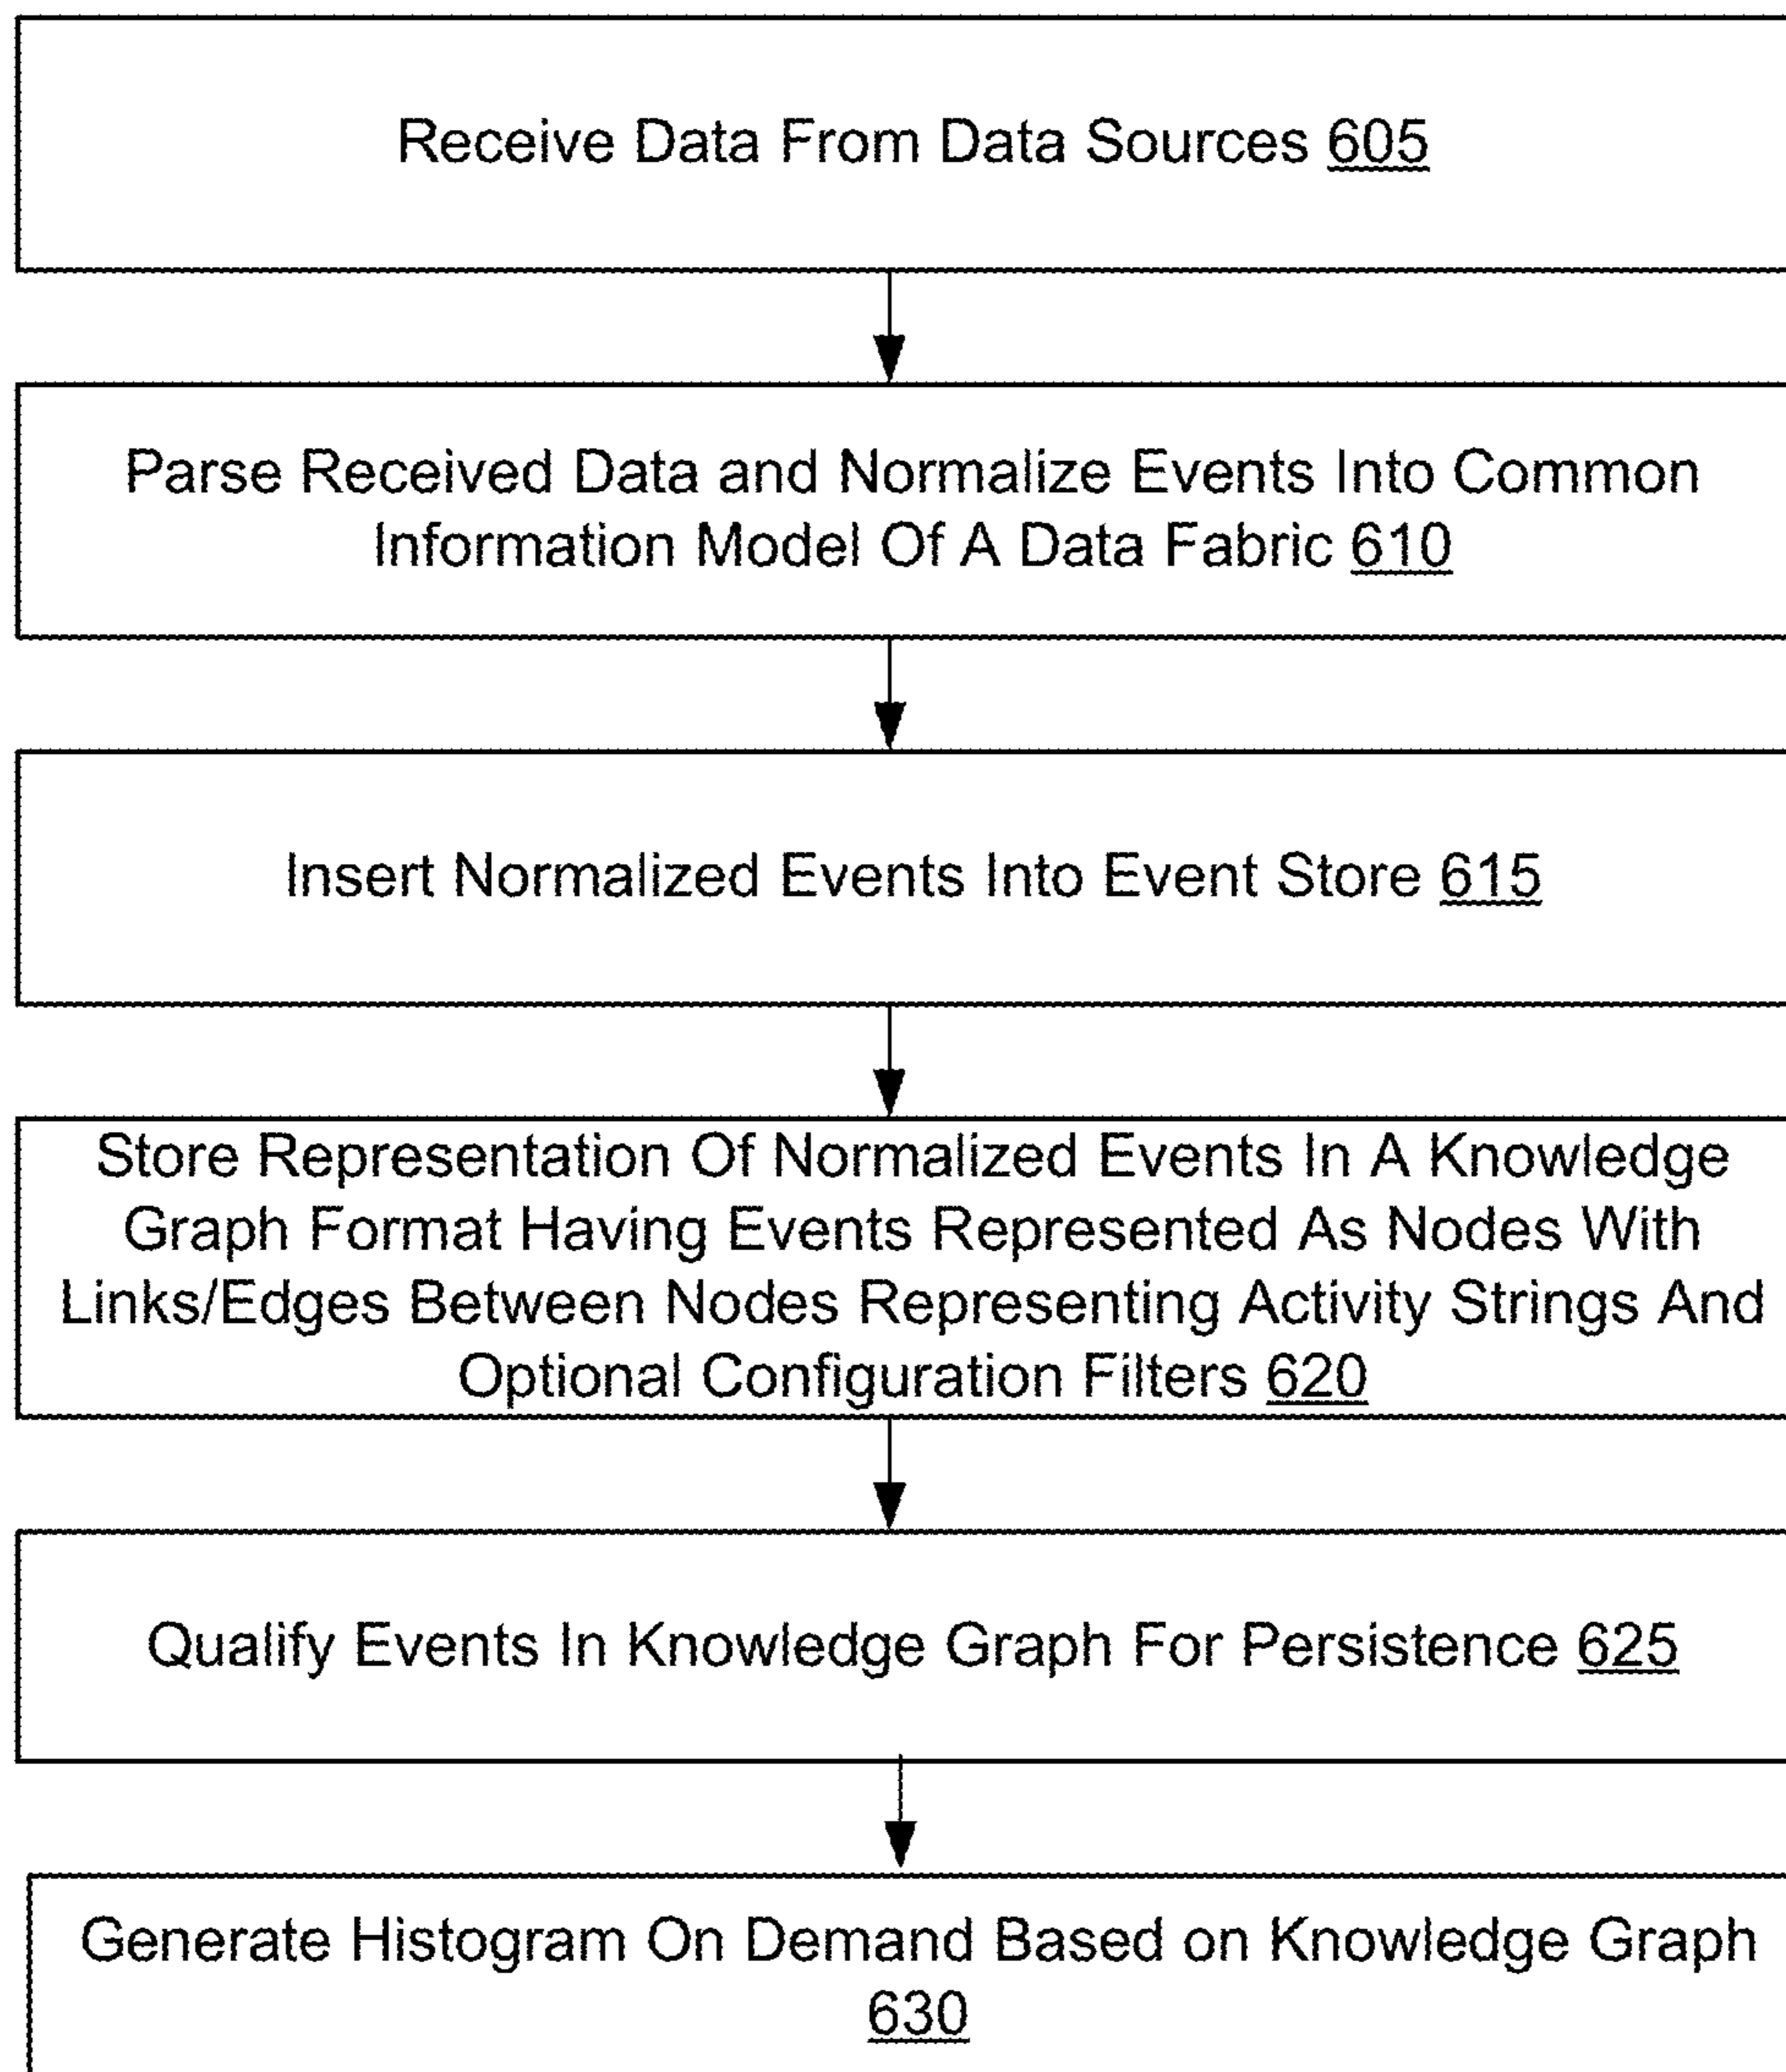 Receive Data From Data Sources 605
Parse Received Data and Normalize Events Into Common
Information Model Of A Data Fabric 610
Insert Normalized Events Into Event Store 615
Store Representation Of Normalized Events In A Knowledge
Graph Format Having Events Represented As Nodes With
Links/Edges Between Nodes Representing Activity Strings And
Optional Configuration Filters 620
Qualify Events In Knowledge Graph For Persistence 625
Generate Histogram On Demand Based on Knowledge Graph
630